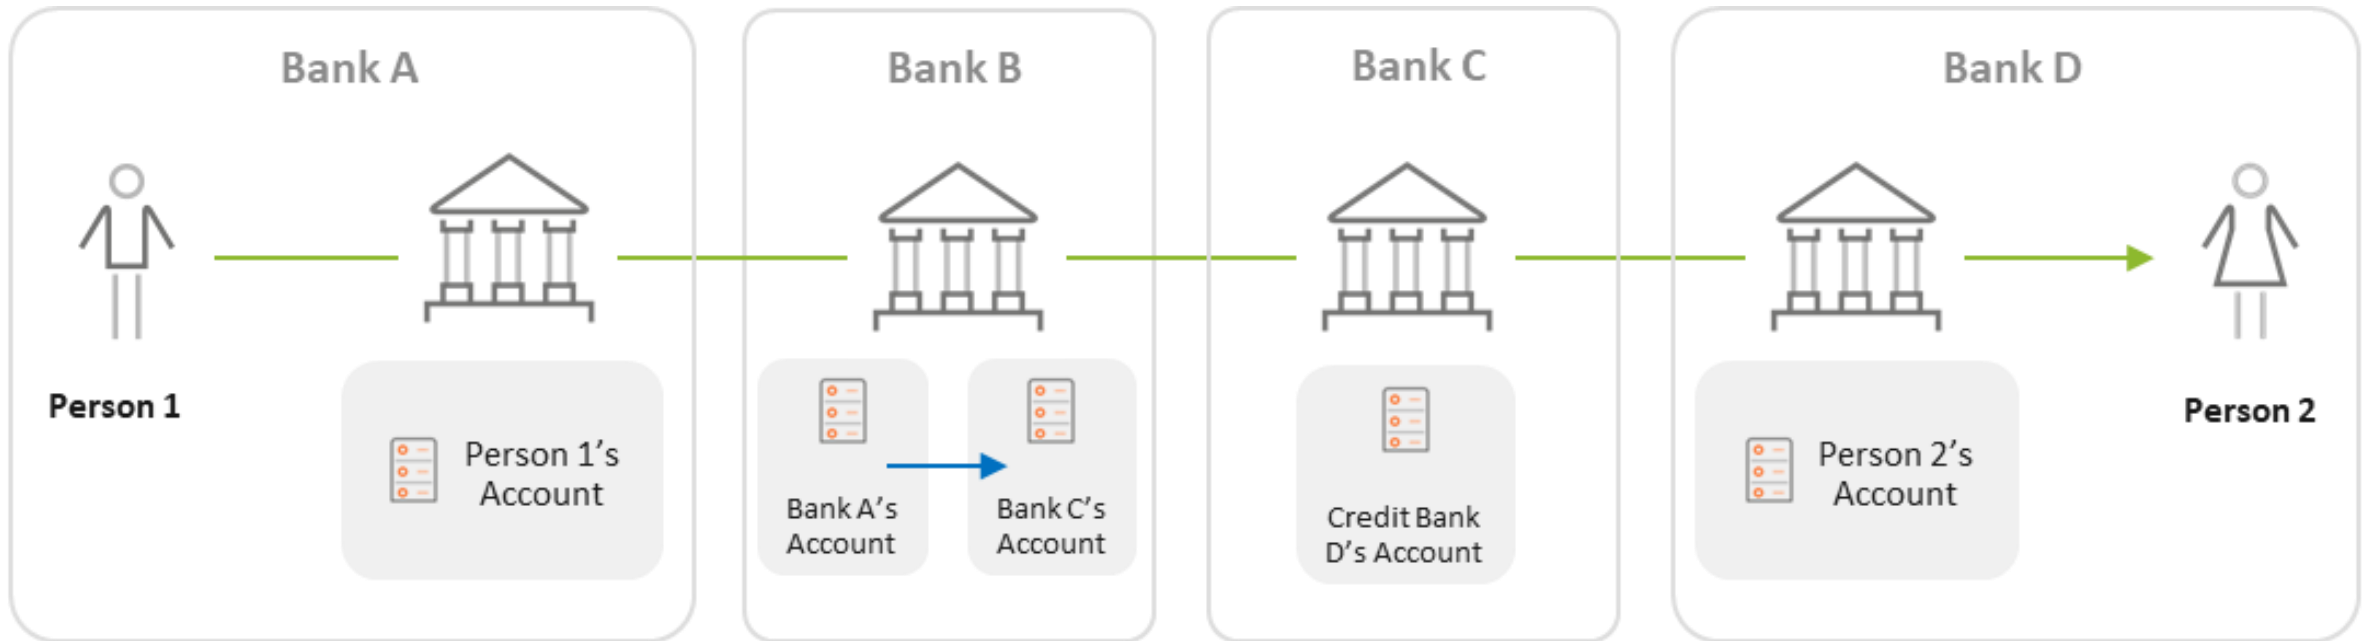 Bank A
Bank B
Bank C
Bank D
Person 1
Person 1’s
Account
Bank A’s
Account
Bank C’s
Account
Credit Bank
D’s Account
Person 2’s
Account
Person 2